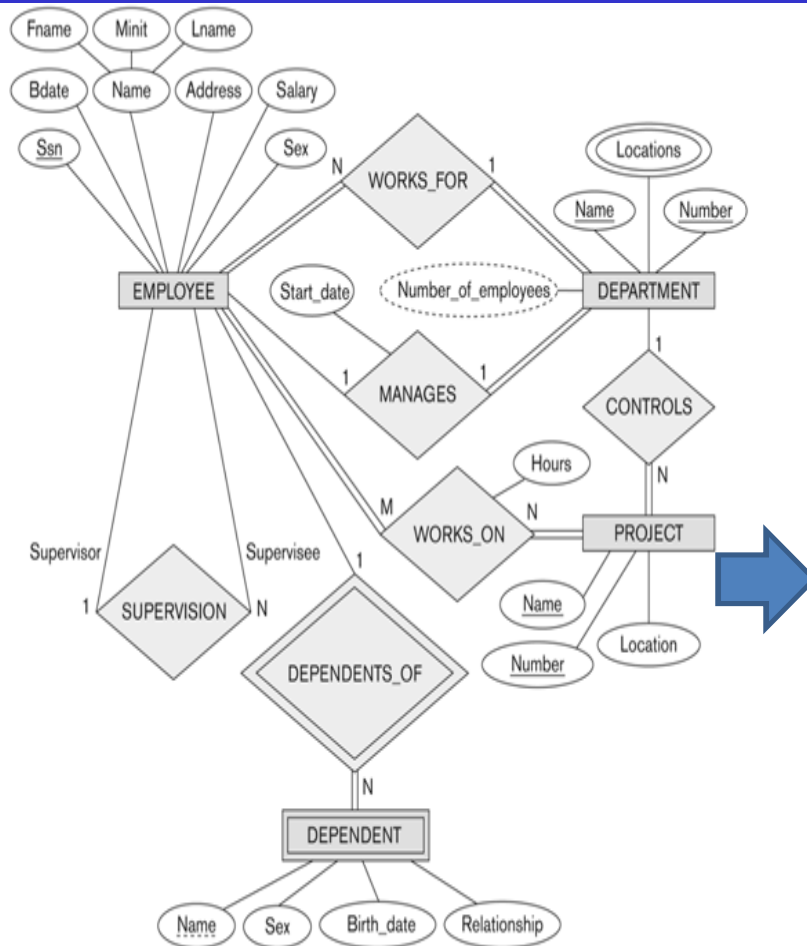 Fname Minit Lname
Bdate Name Address Salary
Ssn Sex
N WORKS_FOR 1
Locations
Name Number
EMPLOYEE Start_date Number_of_employees DEPARTMENT
1 MANAGES 1
1
CONTROLS
N
Hours
M WORKS_ON N PROJECT
Supervisor Supervisee
1 SUPERVISION N
1
Name
Number Location
DEPENDENTS_OF
N
DEPENDENT
Name Sex Birth_date Relationship